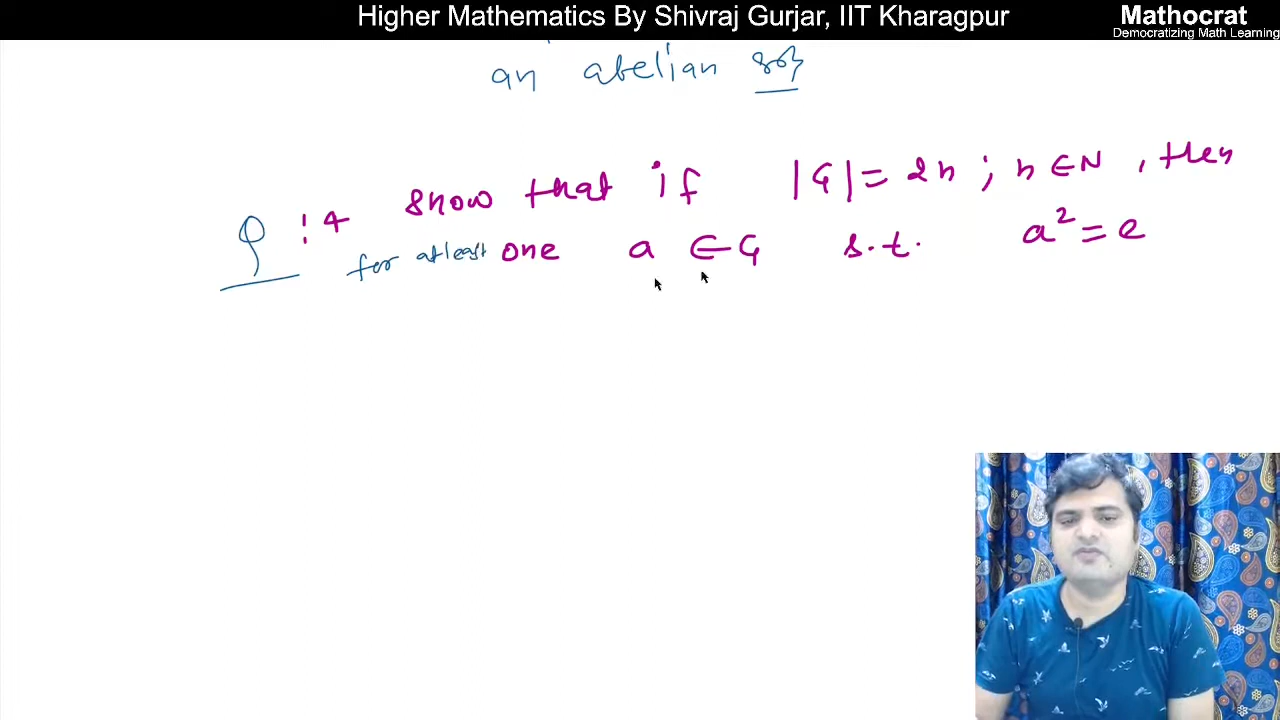 Higher Mathematics By Shivraj Gurjar, IIT Kharagpur
Mathocrat
Democratizing Math Learning
an abelian
Q :4 show that if |G| = 2n ; n ∈ N , then
for atleast one a ∈ G s.t. a² = e